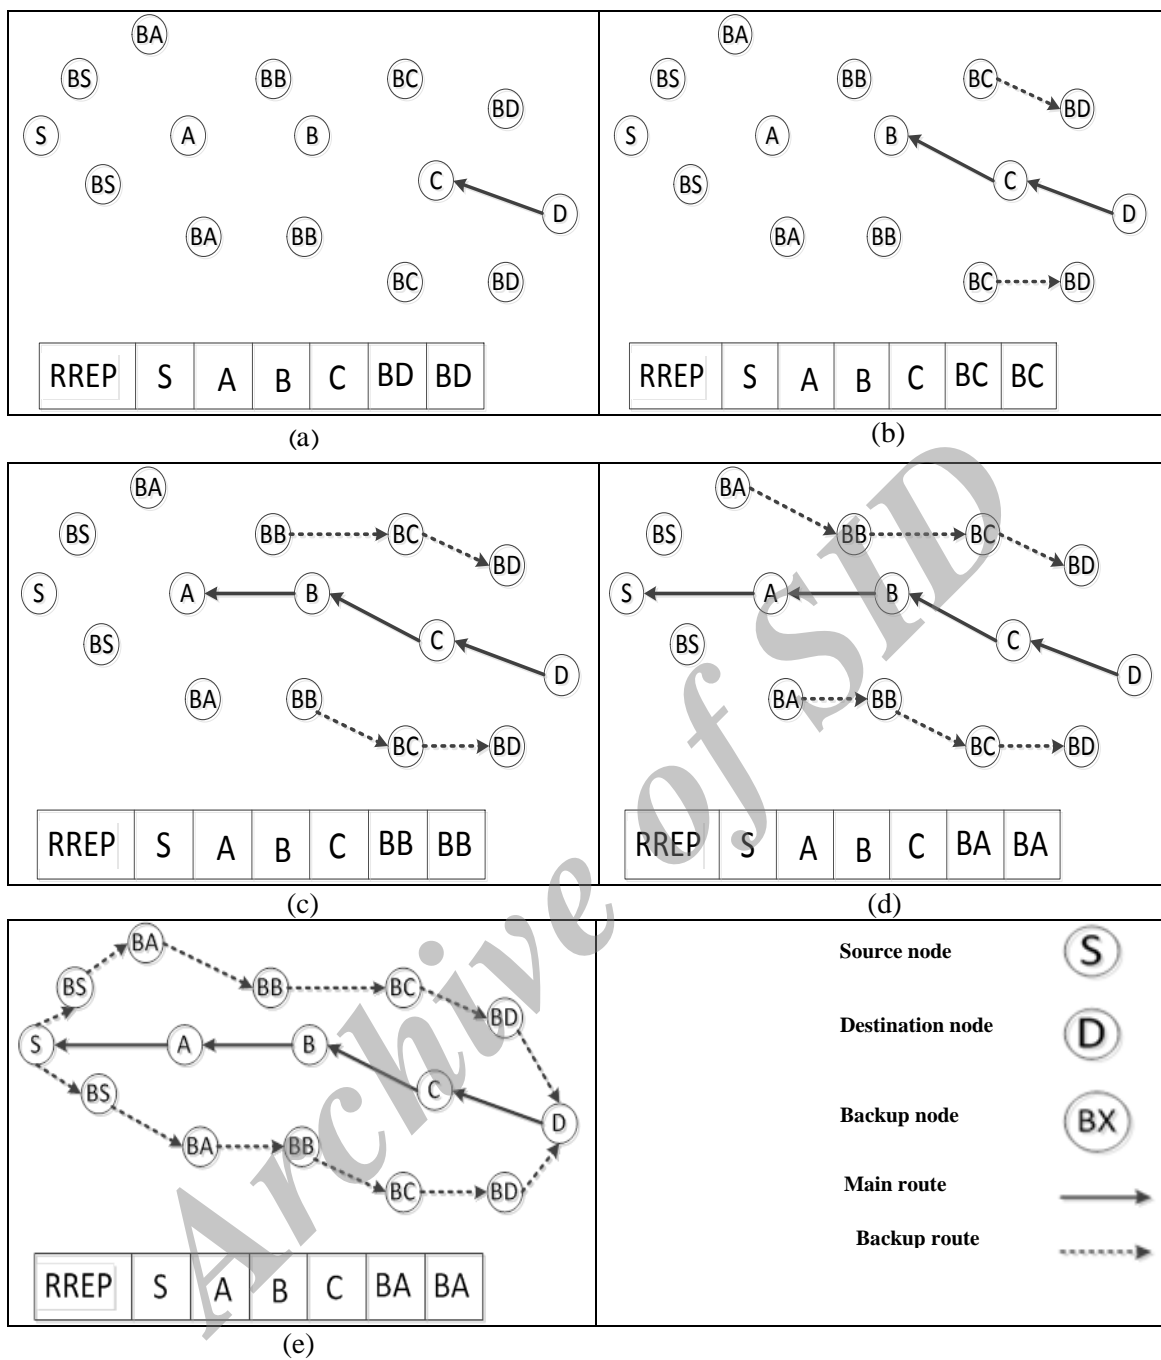 BA
BS
BB
BC
BD
S
A
B
C
BS
D
BA
BB
BC
BD
RREP S A B C BD BD
(a)
BA
BS
BB
BC
BD
S
A
B
C
BS
D
BA
BB
BC
BD
RREP S A B C BC BC
(b)
BA
BS
BB
BC
BD
S
A
B
C
BS
D
BA
BB
BC
BD
RREP S A B C BB BB
(c)
BA
BS
BB
BC
BD
S
A
B
C
BS
D
BA
BB
BC
BD
RREP S A B C BA BA
(d)
BA
BS
BB
BC
BD
S
A
B
C
BS
D
BA
BB
BC
BD
RREP S A B C BA BA
(e)
Source node S
Destination node D
Backup node BX
Main route
Backup route
Archive of SID